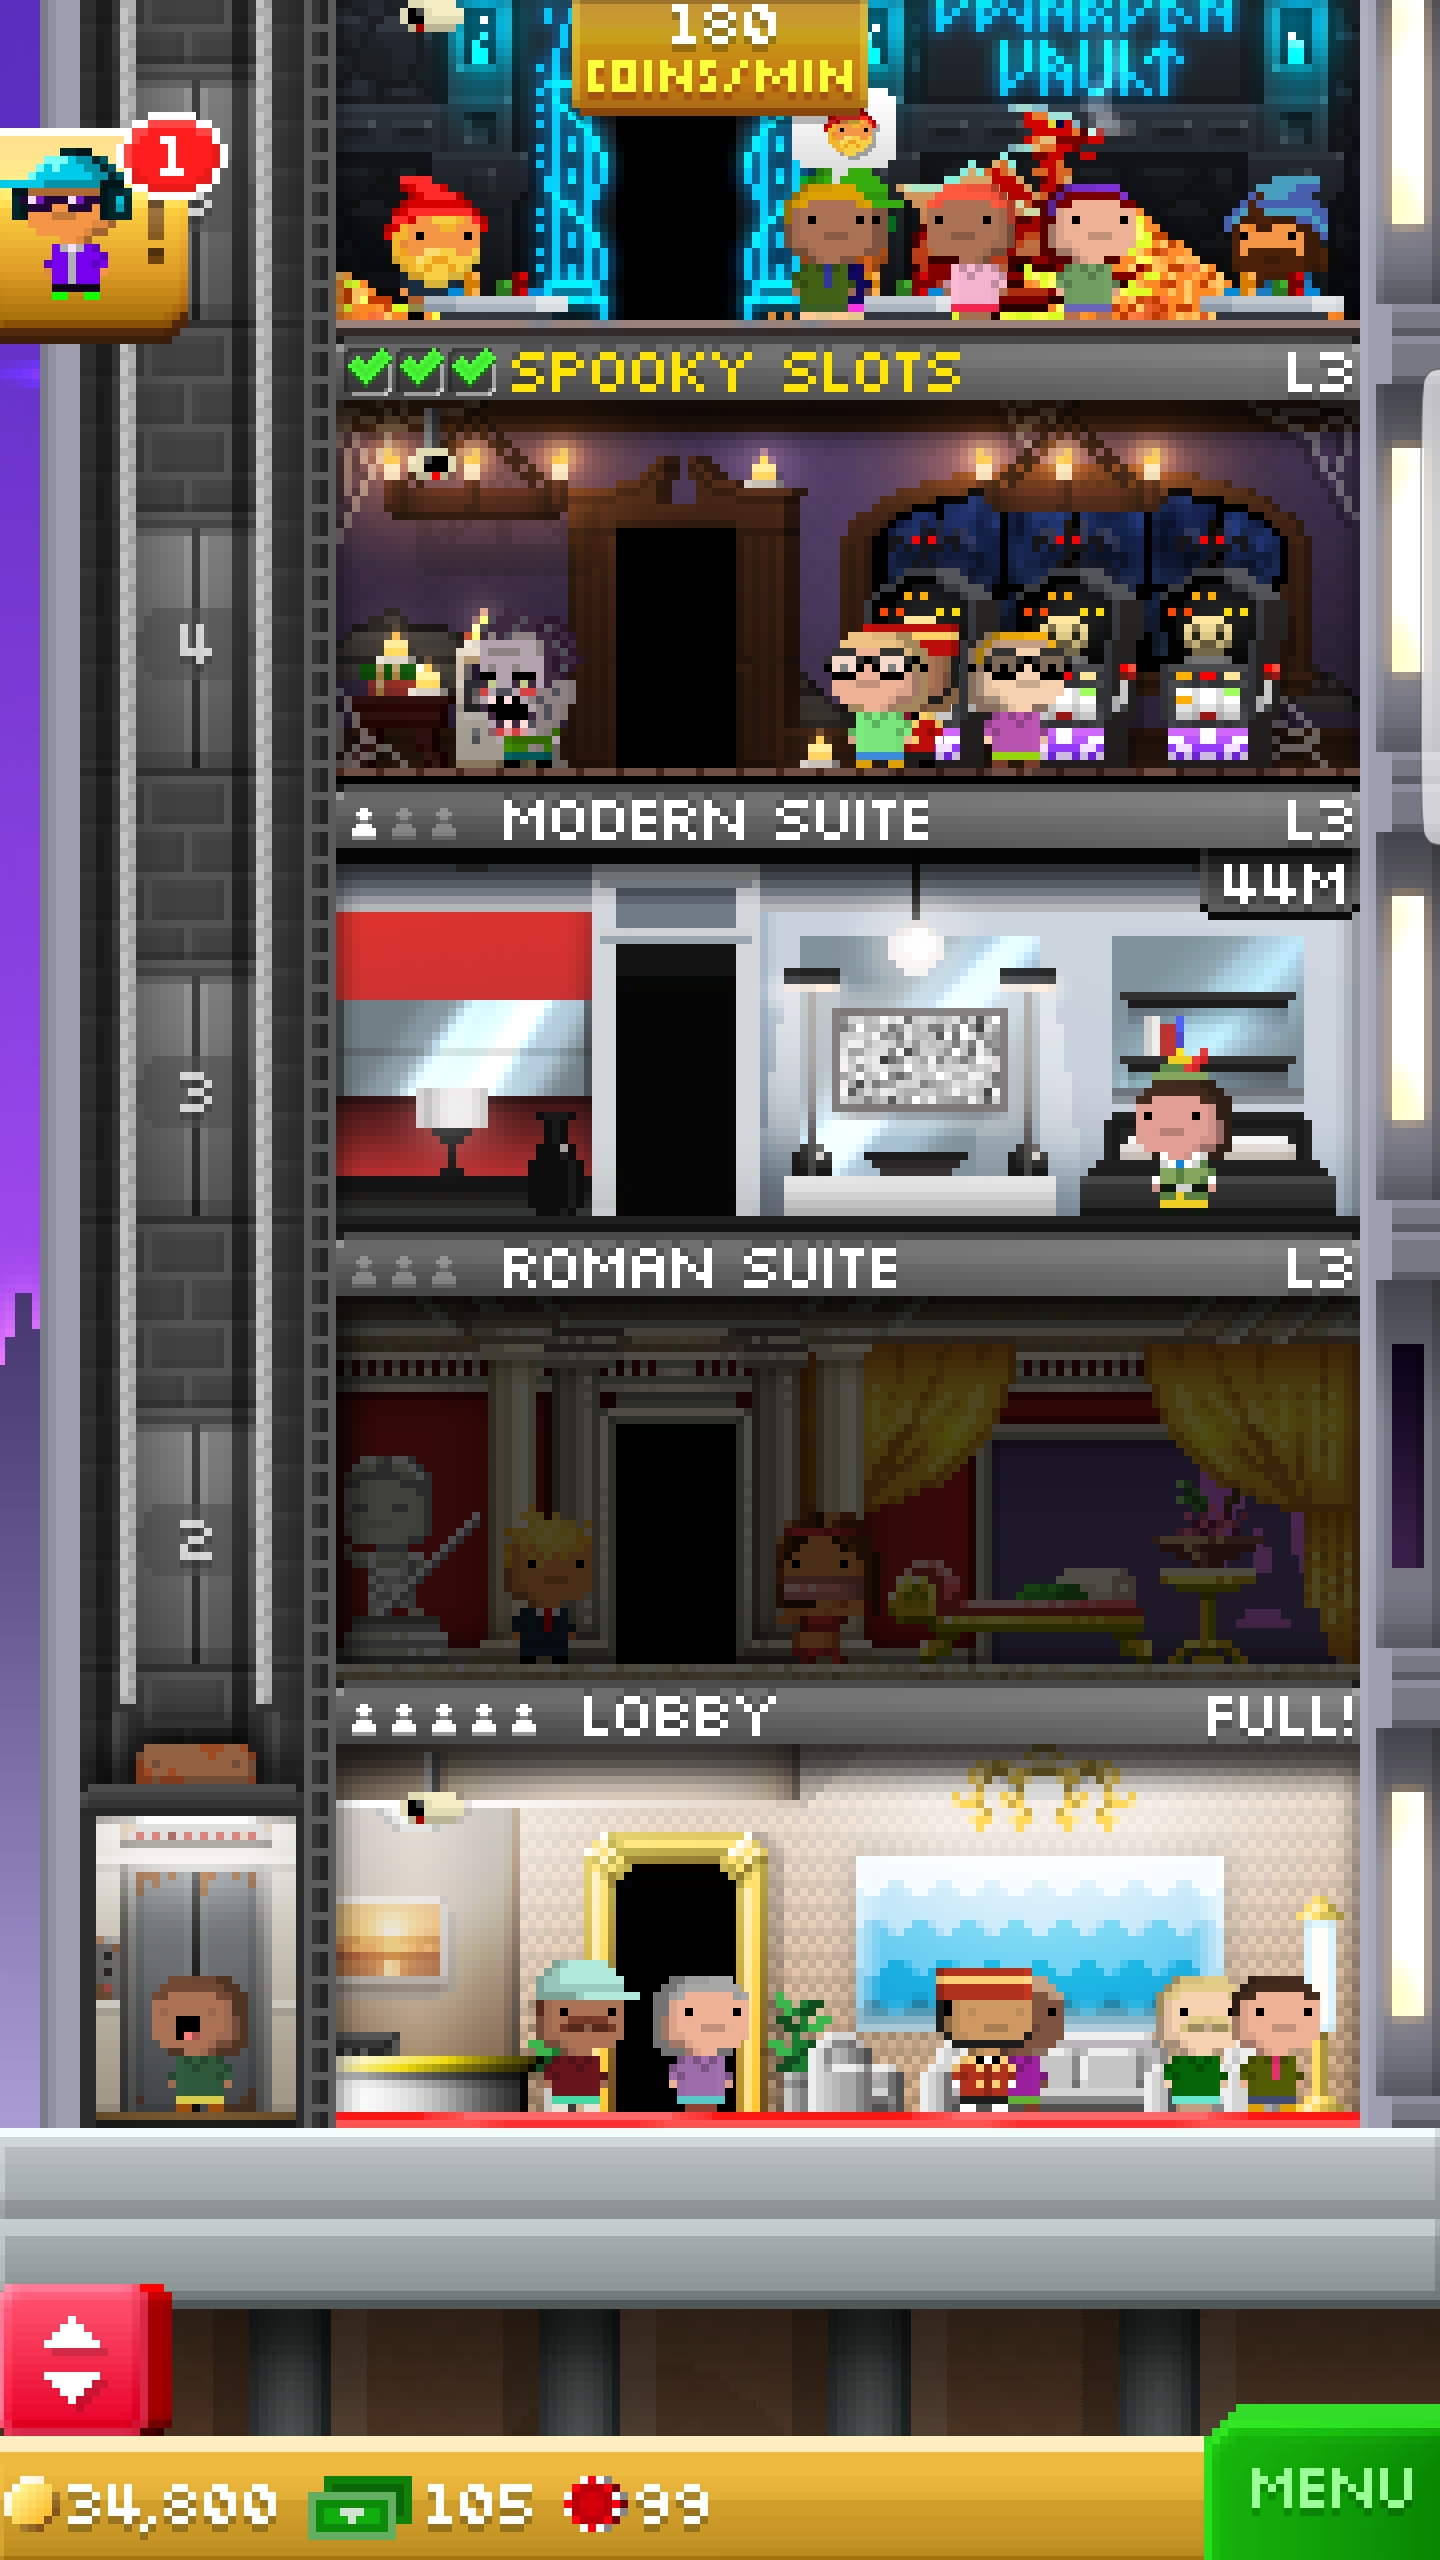 180
COINS/MIN
VAULT
1
SPOOKY SLOTS L3
4
MODERN SUITE L3
44M
3
ROMAN SUITE L3
2
LOBBY FULL!
34,800 105 99
MENU